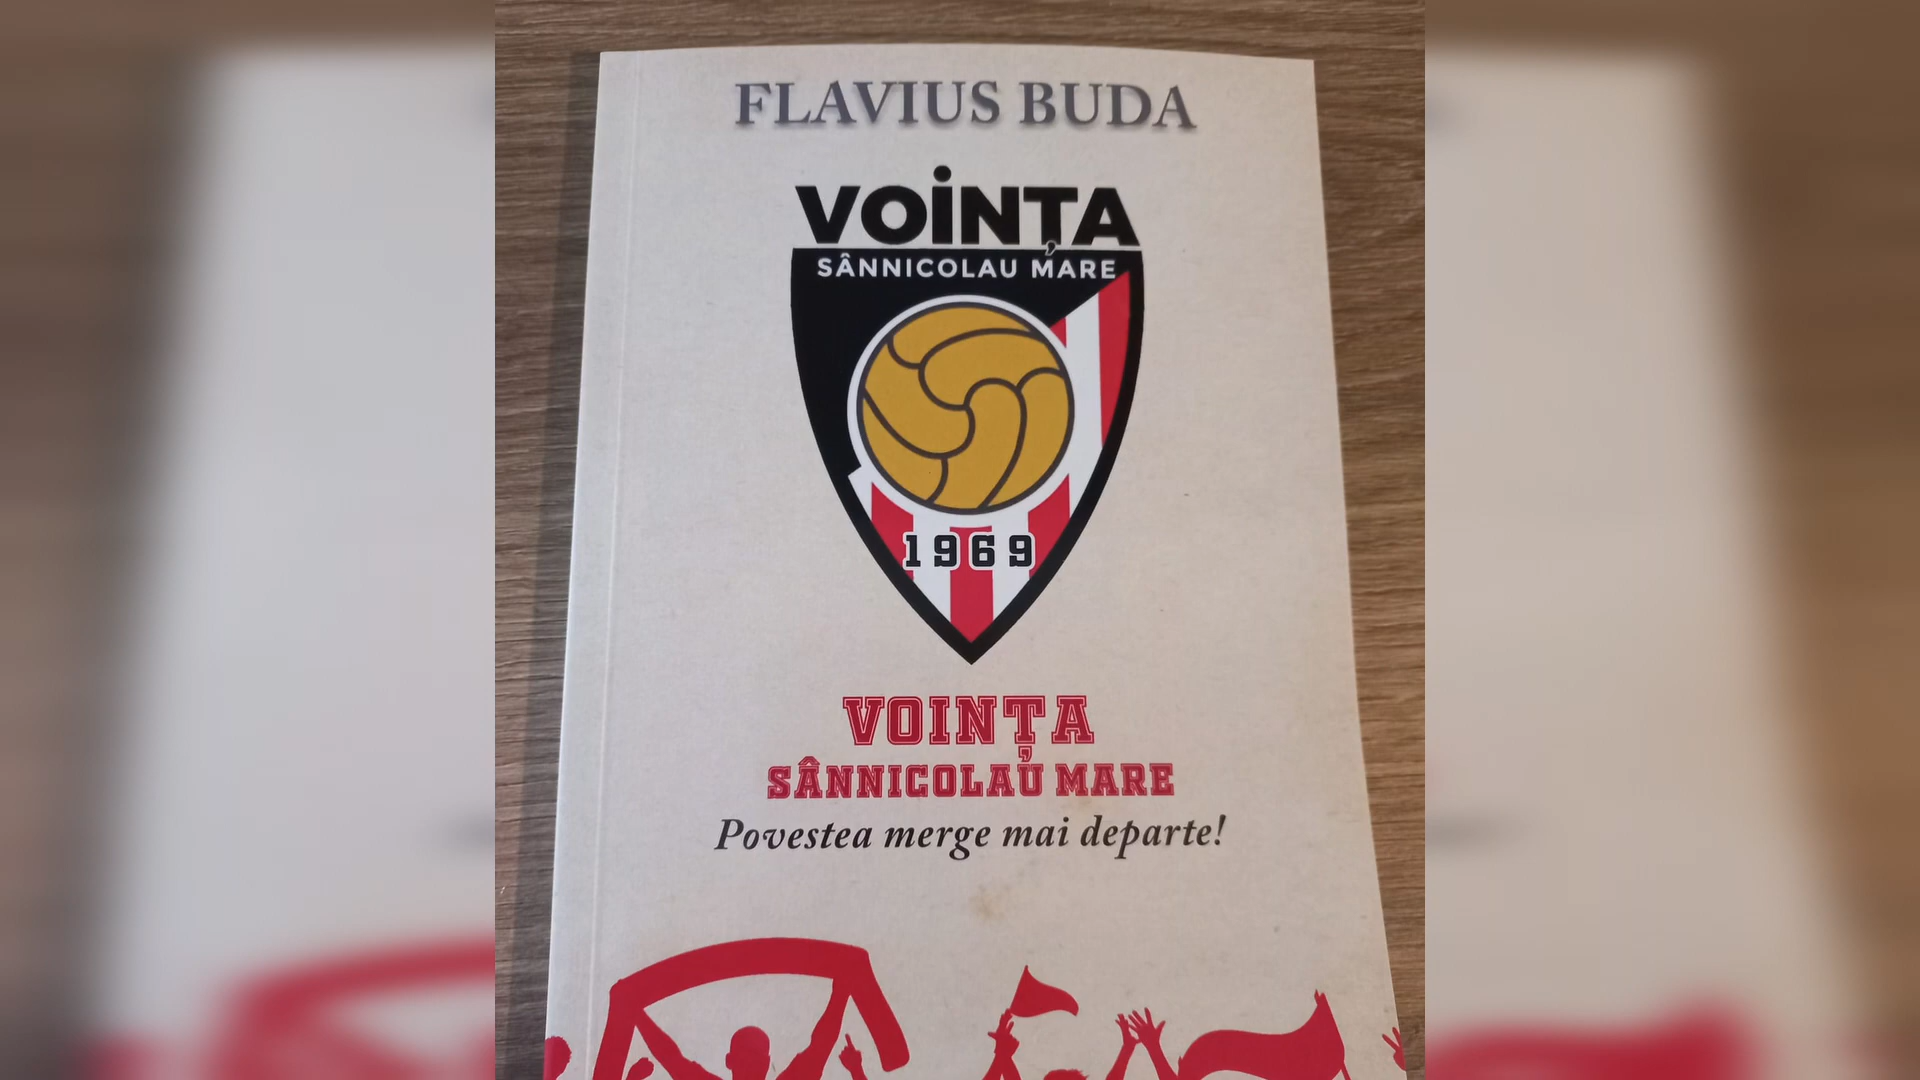 FLAVIUS BUDA
VOINȚA
SÂNNICOLAU MARE
1969
VOINȚA
SÂNNICOLAU MARE
Povestea merge mai departe!